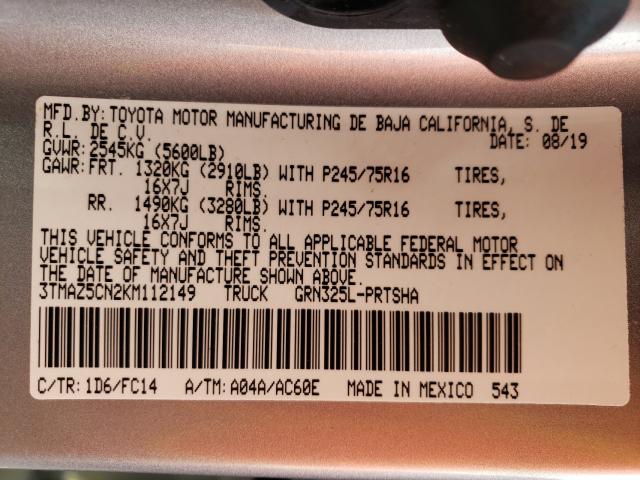 MFD.BY:TOYOTA MOTOR MANUFACTURING DE BAJA CALIFORNIA, S. DE
R.L. DE C.V. DATE: 08/19
GVWR:2545KG (5600LB)
GAWR:FRT. 1320KG (2910LB) WITH P245/75R16 TIRES,
16X7J RIMS.
RR. 1490KG (3280LB) WITH P245/75R16 TIRES,
16X7J RIMS.
THIS VEHICLE CONFORMS TO ALL APPLICABLE FEDERAL MOTOR
VEHICLE SAFETY AND THEFT PREVENTION STANDARDS IN EFFECT ON
THE DATE OF MANUFACTURE SHOWN ABOVE.
3TMAZ5CN2KM112149 TRUCK GRN325L-PRTSHA
C/TR:1D6/FC14 A/TM:A04A/AC60E MADE IN MEXICO 543